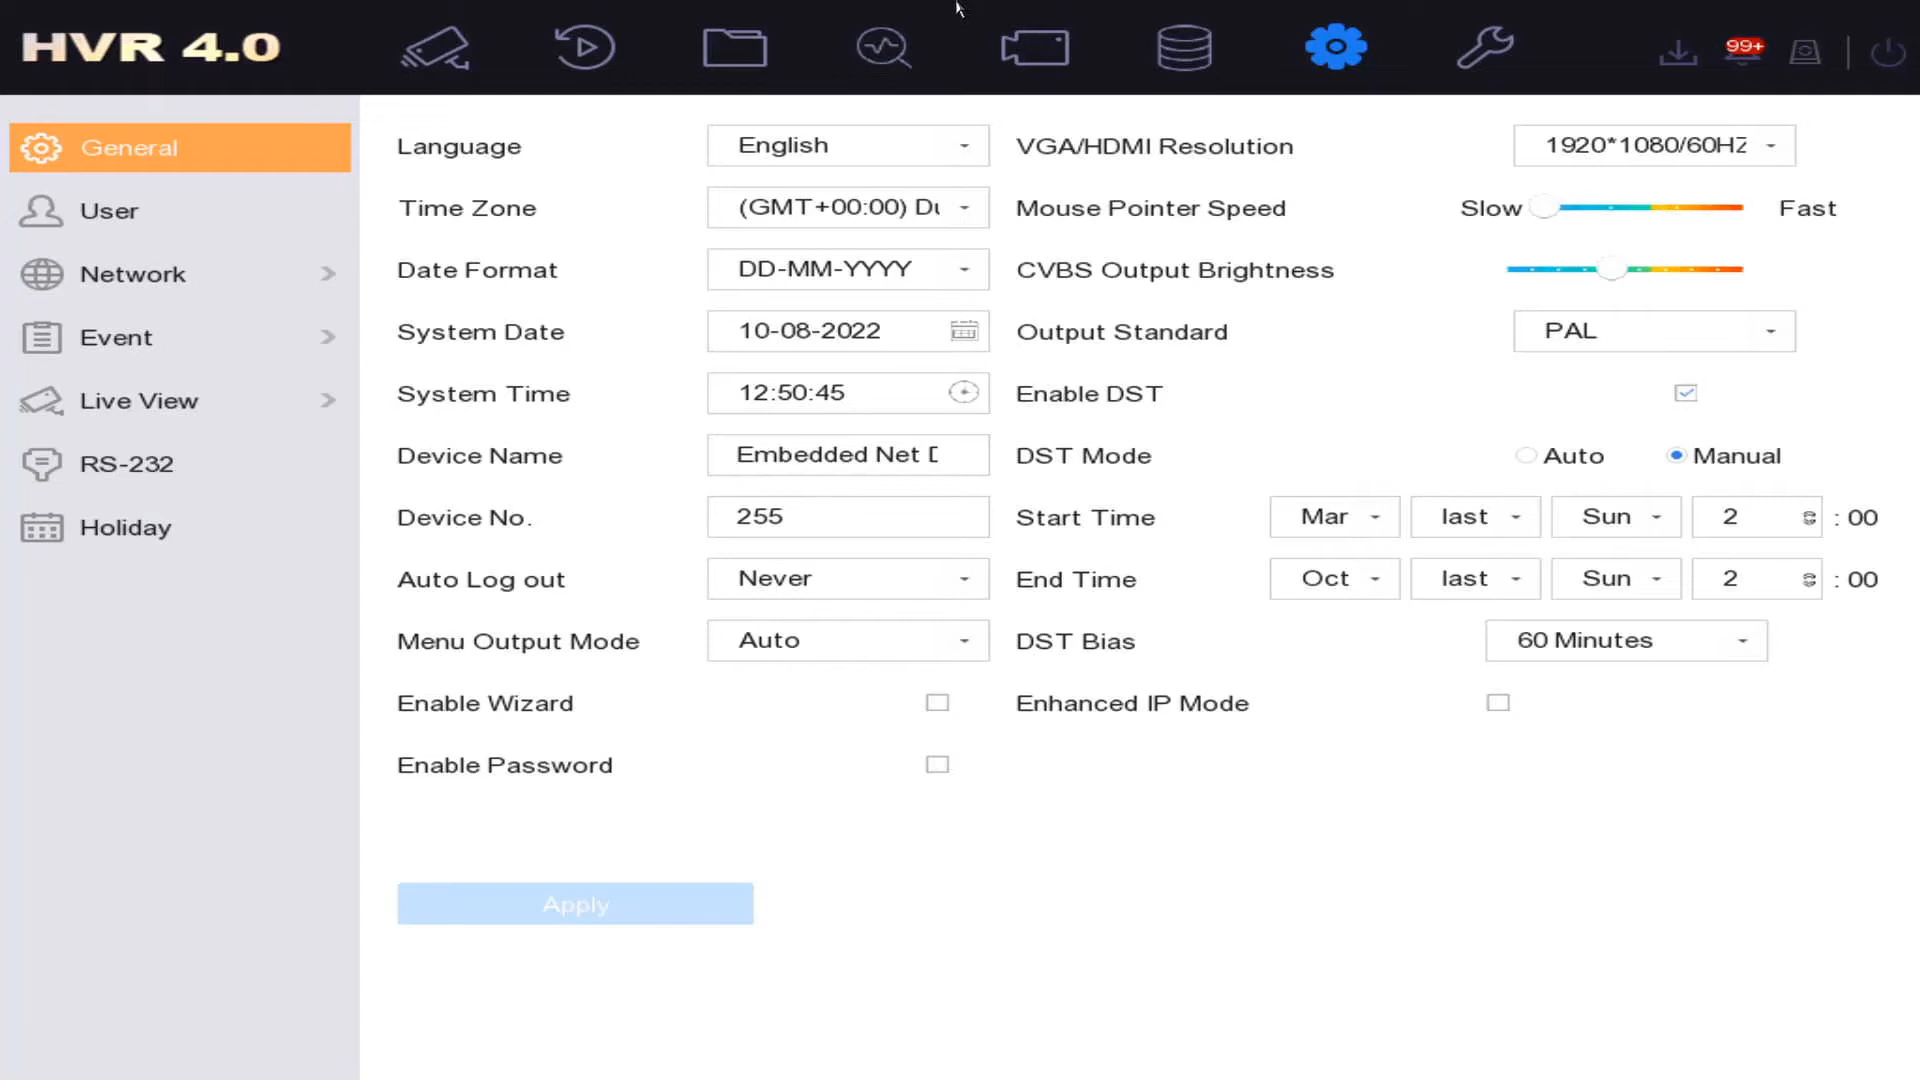 HVR 4.0
99+
General
User
Network
Event
Live View
RS-232
Holiday
Language English
Time Zone (GMT+00:00) Du
Date Format DD-MM-YYYY
System Date 10-08-2022
System Time 12:50:45
Device Name Embedded Net D
Device No. 255
Auto Log out Never
Menu Output Mode Auto
Enable Wizard
Enable Password
Apply
VGA/HDMI Resolution 1920*1080/60HZ
Mouse Pointer Speed Slow Fast
CVBS Output Brightness
Output Standard PAL
Enable DST
DST Mode Auto Manual
Start Time Mar last Sun 2 : 00
End Time Oct last Sun 2 : 00
DST Bias 60 Minutes
Enhanced IP Mode